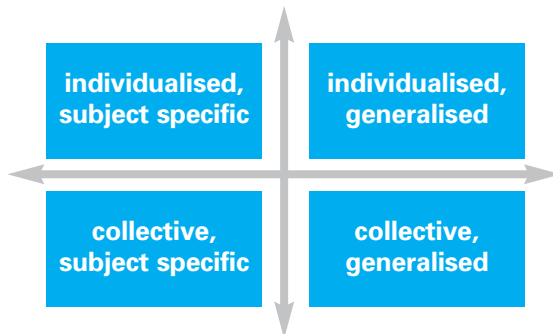 individualised,
subject specific
individualised,
generalised
collective,
subject specific
collective,
generalised